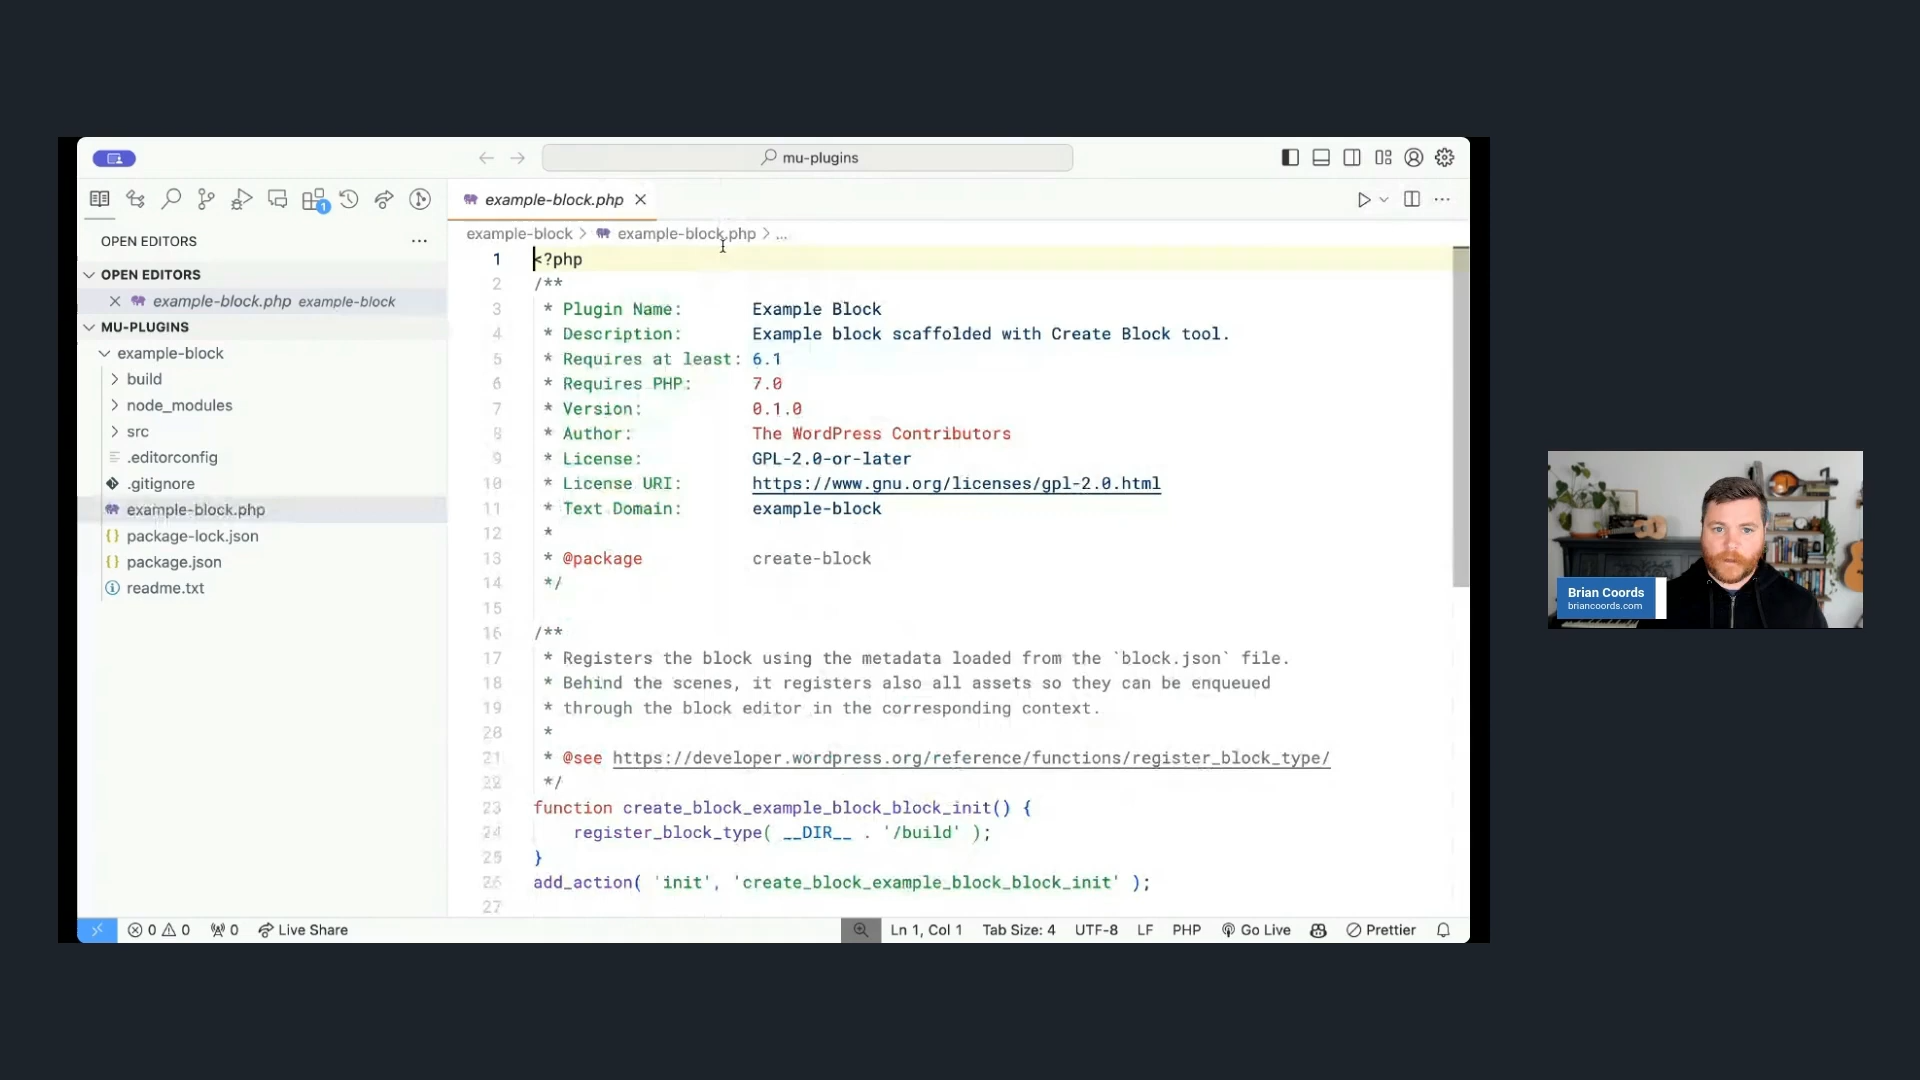 mu-plugins
1
OPEN EDITORS
OPEN EDITORS
example-block.php example-block
MU-PLUGINS
example-block
build
node_modules
src
.editorconfig
.gitignore
example-block.php
package-lock.json
package.json
readme.txt
example-block.php
example-block > example-block.php > ...
1 <?php
2 /**
3 * Plugin Name: Example Block
4 * Description: Example block scaffolded with Create Block tool.
5 * Requires at least: 6.1
6 * Requires PHP: 7.0
7 * Version: 0.1.0
8 * Author: The WordPress Contributors
9 * License: GPL-2.0-or-later
10 * License URI: https://www.gnu.org/licenses/gpl-2.0.html
11 * Text Domain: example-block
12 *
13 * @package create-block
14 */
15
16 /**
17 * Registers the block using the metadata loaded from the `block.json` file.
18 * Behind the scenes, it registers also all assets so they can be enqueued
19 * through the block editor in the corresponding context.
20 *
21 * @see https://developer.wordpress.org/reference/functions/register_block_type/
22 */
23 function create_block_example_block_block_init() {
24 register_block_type( __DIR__ . '/build' );
25 }
26 add_action( 'init', 'create_block_example_block_block_init' );
27
0 0 0 Live Share Ln 1, Col 1 Tab Size: 4 UTF-8 LF PHP Go Live Prettier
Brian Coords
briancoords.com